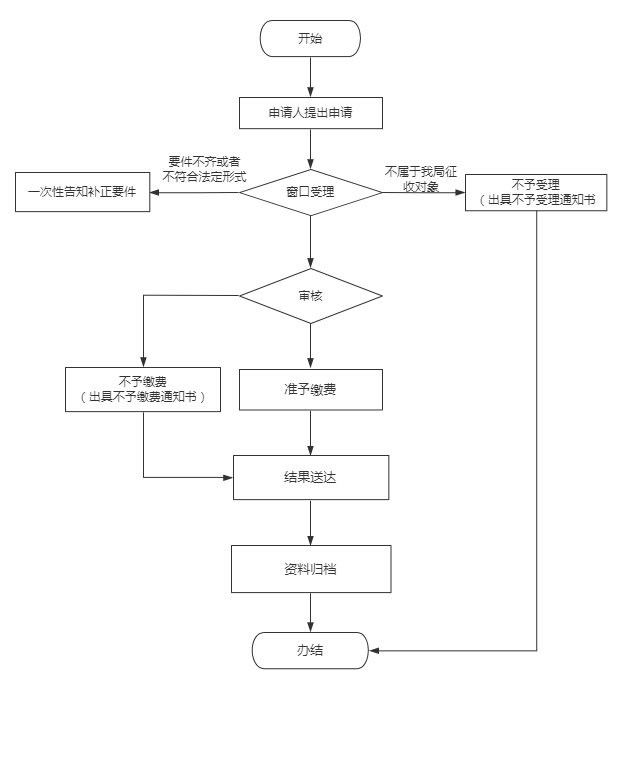 开始
申请人提出申请
要件不齐或者
不符合法定形式
不属于我局征
收对象
一次性告知补正要件
窗口受理
不予受理
（出具不予受理通知书
审核
不予缴费
（出具不予缴费通知书）
准予缴费
结果送达
资料归档
办结